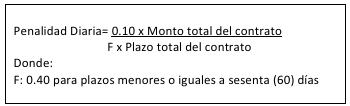 Penalidad Diaria= 0.10 x Monto total del contrato
F x Plazo total del contrato
Donde:
F: 0.40 para plazos menores o iguales a sesenta (60) días